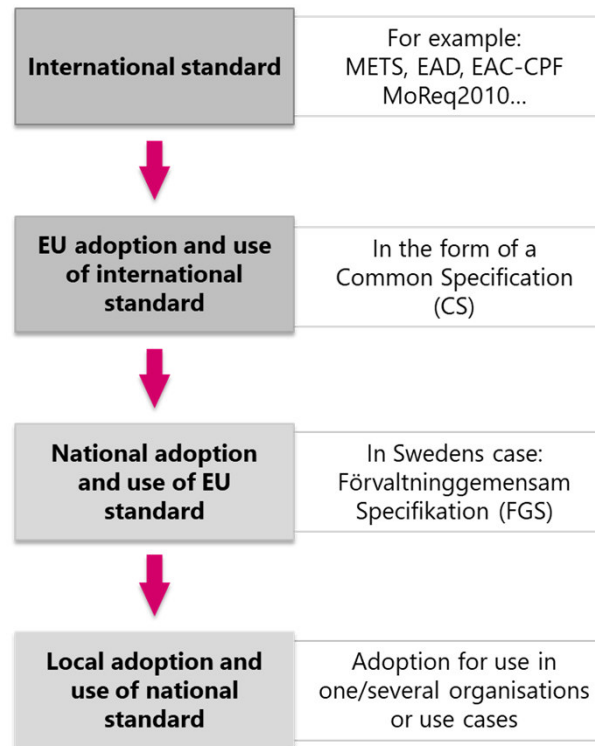 International standard
For example:
METS, EAD, EAC-CPF
MoReq2010...
EU adoption and use
of international
standard
In the form of a
Common Specification
(CS)
National adoption
and use of EU
standard
In Swedens case:
Förvaltninggemensam
Specifikation (FGS)
Local adoption and
use of national
standard
Adoption for use in
one/several organisations
or use cases